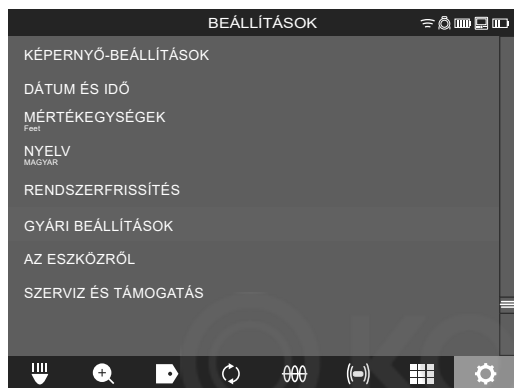 BEÁLLÍTÁSOK
KÉPERNYŐ-BEÁLLÍTÁSOK
DÁTUM ÉS IDŐ
MÉRTÉKEGYSÉGEK
Feet
NYELV
MAGYAR
RENDSZERFRISSÍTÉS
GYÁRI BEÁLLÍTÁSOK
AZ ESZKÖZRŐL
SZERVIZ ÉS TÁMOGATÁS